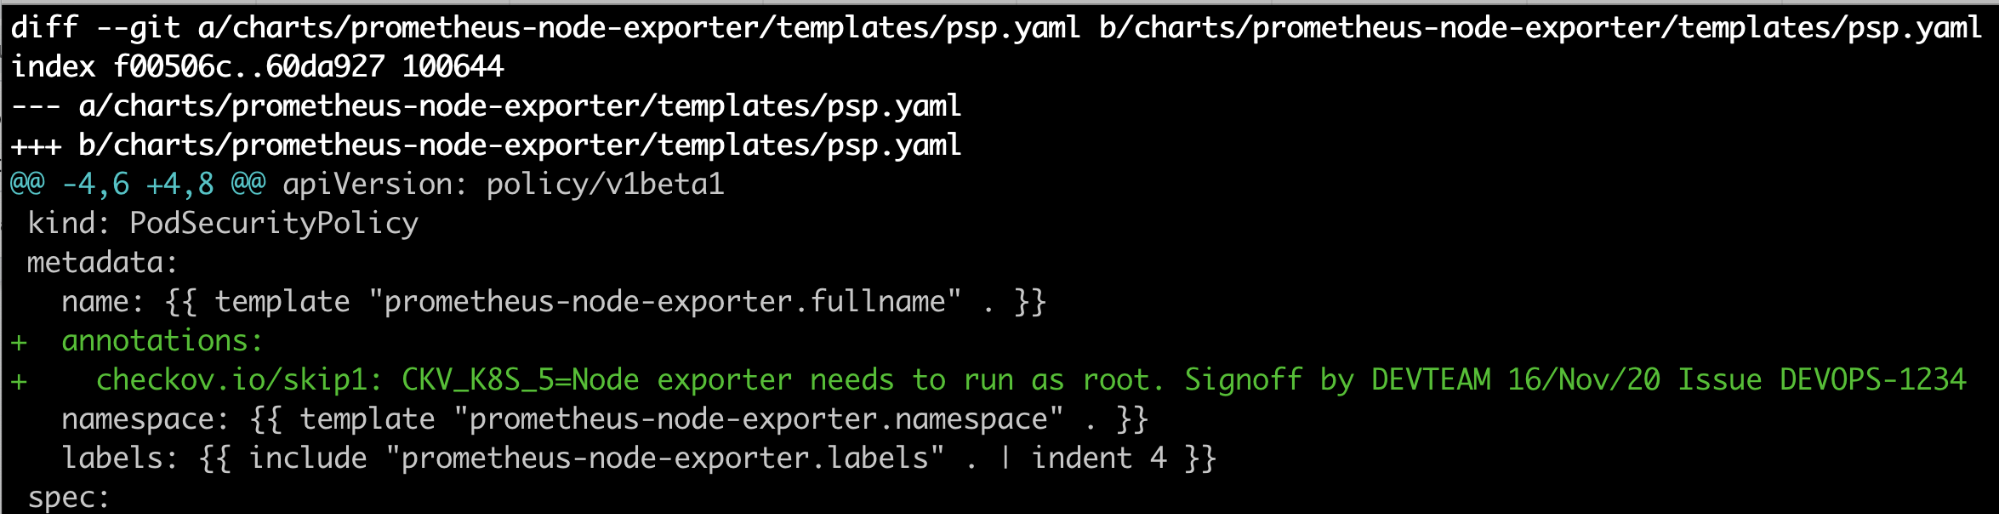 diff --git a/charts/prometheus-node-exporter/templates/psp.yaml b/charts/prometheus-node-exporter/templates/psp.yaml
index f00506c..60da927 100644
--- a/charts/prometheus-node-exporter/templates/psp.yaml
+++ b/charts/prometheus-node-exporter/templates/psp.yaml
@@ -4,6 +4,8 @@ apiVersion: policy/v1beta1
 kind: PodSecurityPolicy
 metadata:
   name: {{ template "prometheus-node-exporter.fullname" . }}
+  annotations:
+    checkov.io/skip1: CKV_K8S_5=Node exporter needs to run as root. Signoff by DEVTEAM 16/Nov/20 Issue DEVOPS-1234
   namespace: {{ template "prometheus-node-exporter.namespace" . }}
   labels: {{ include "prometheus-node-exporter.labels" . | indent 4 }}
 spec: